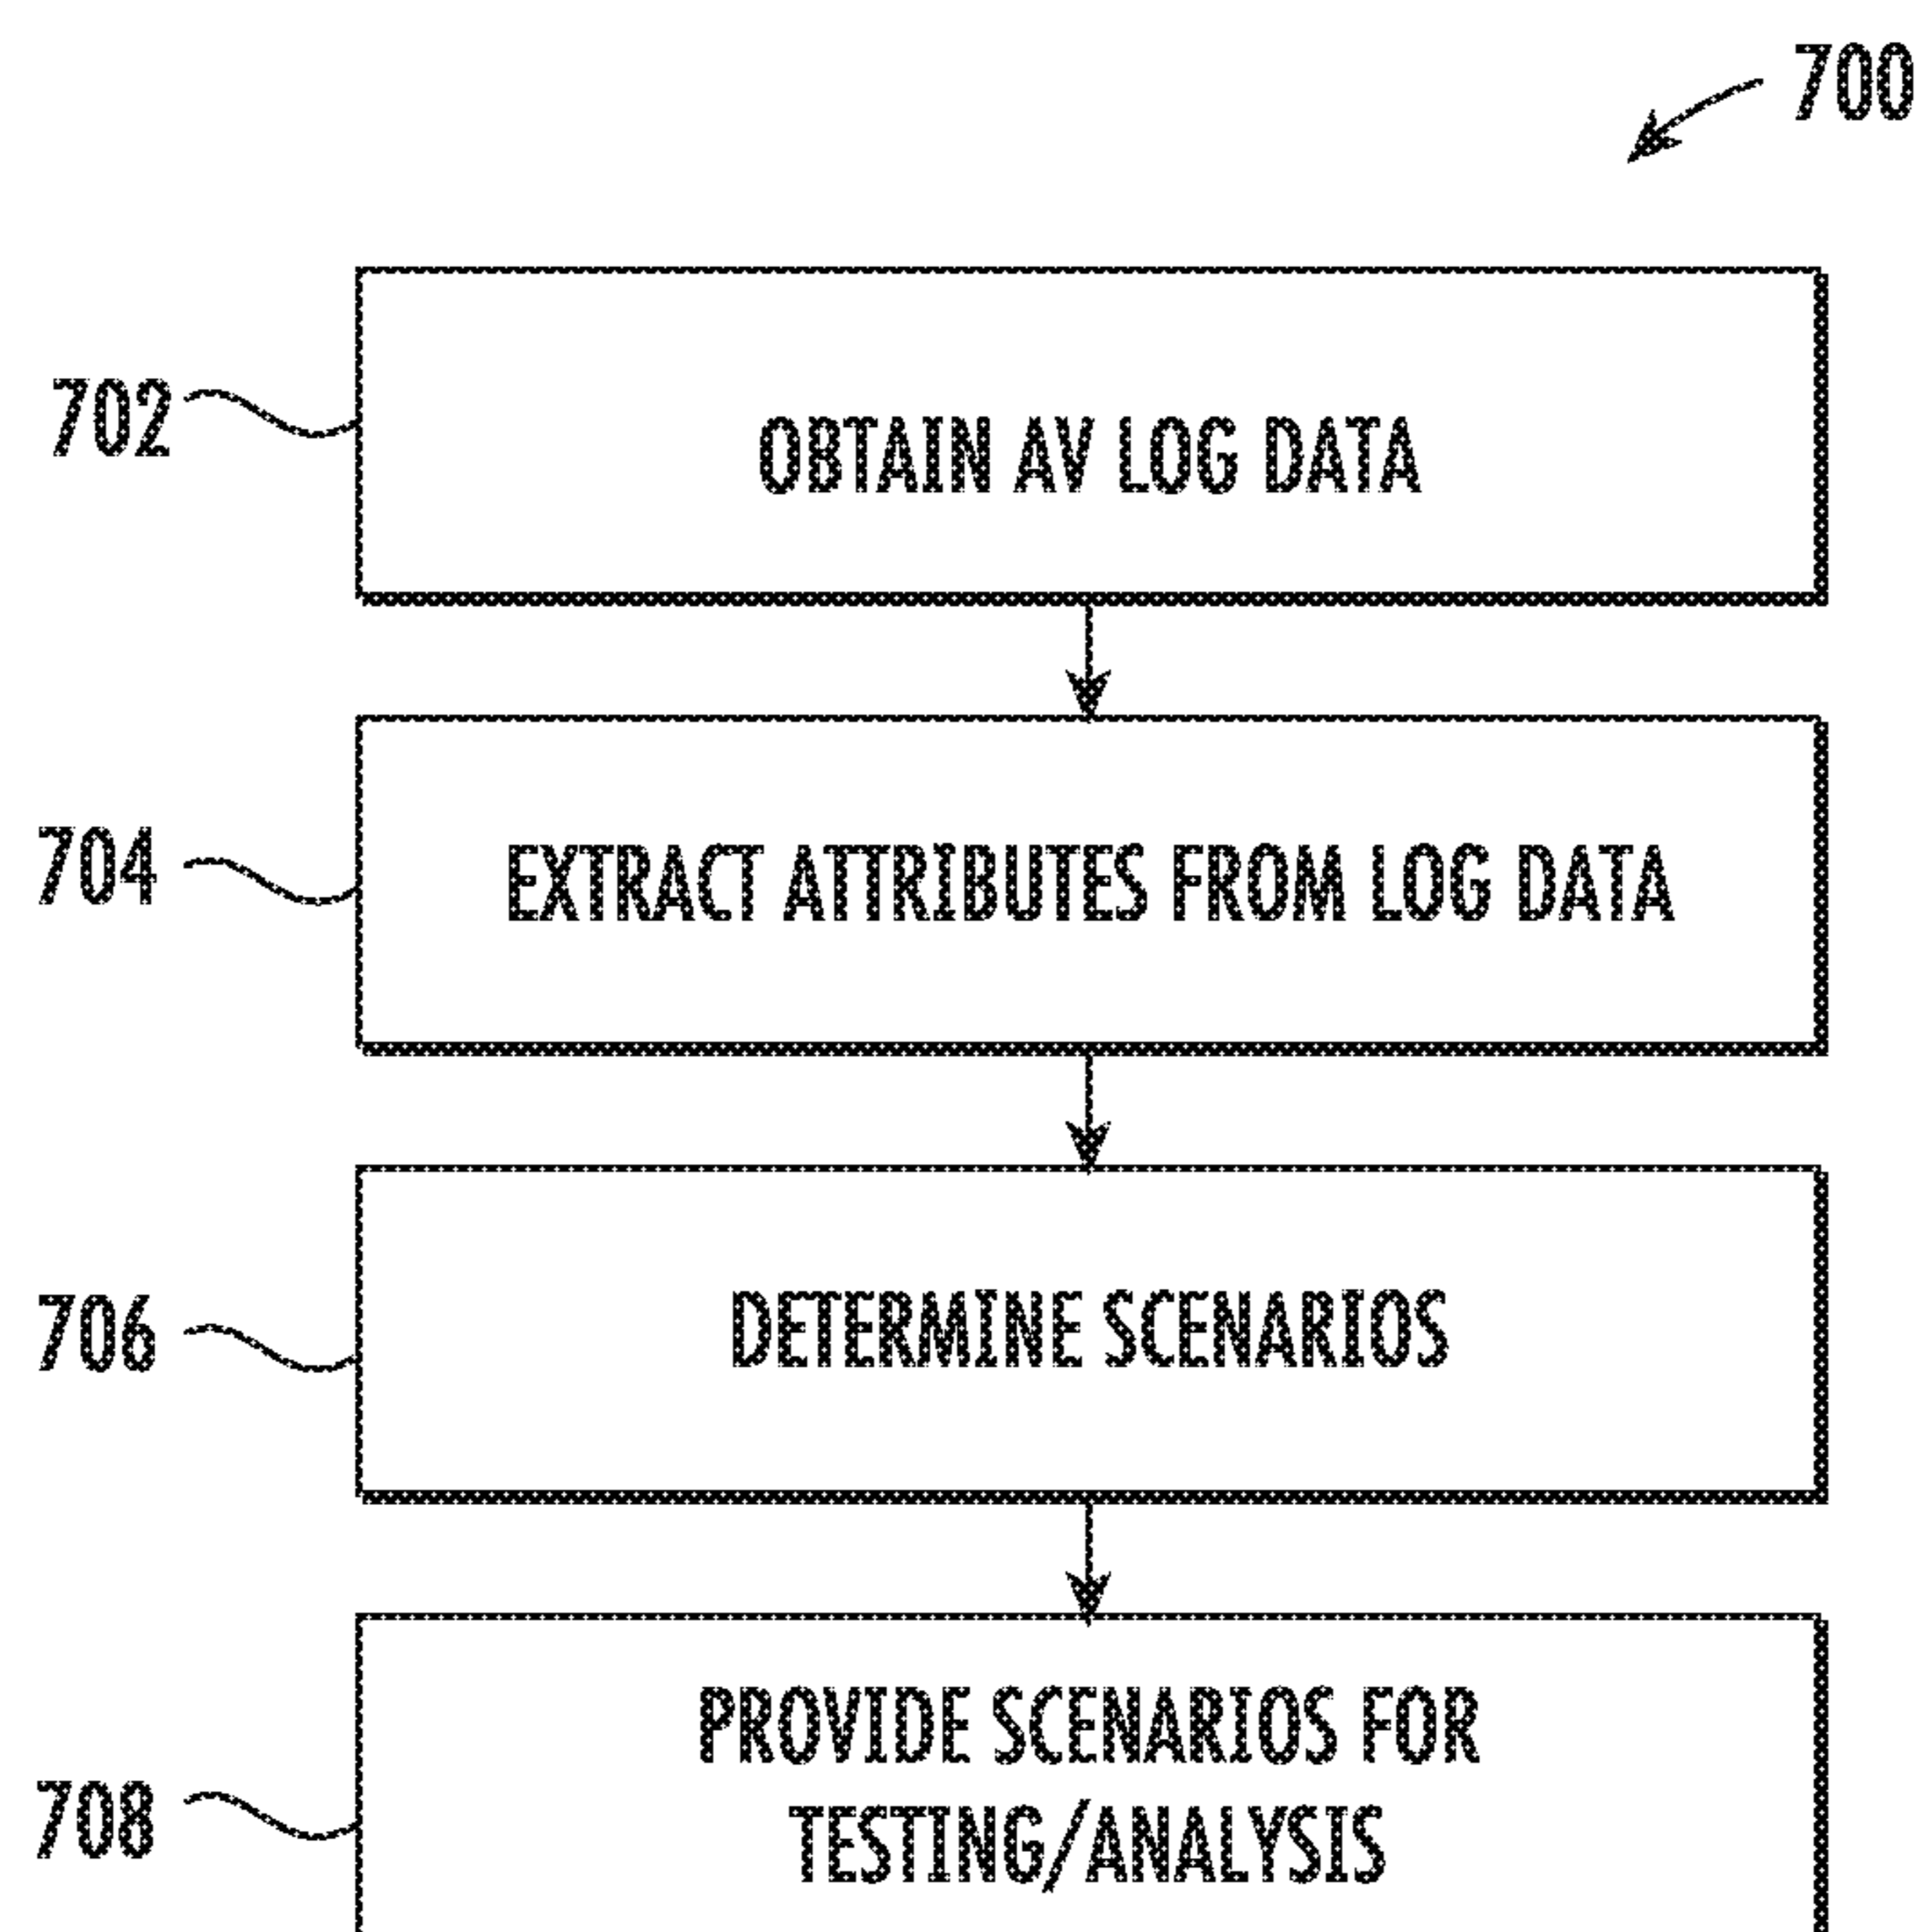 700
702
OBTAIN AV LOG DATA
704
EXTRACT ATTRIBUTES FROM LOG DATA
706
DETERMINE SCENARIOS
708
PROVIDE SCENARIOS FOR
TESTING/ANALYSIS